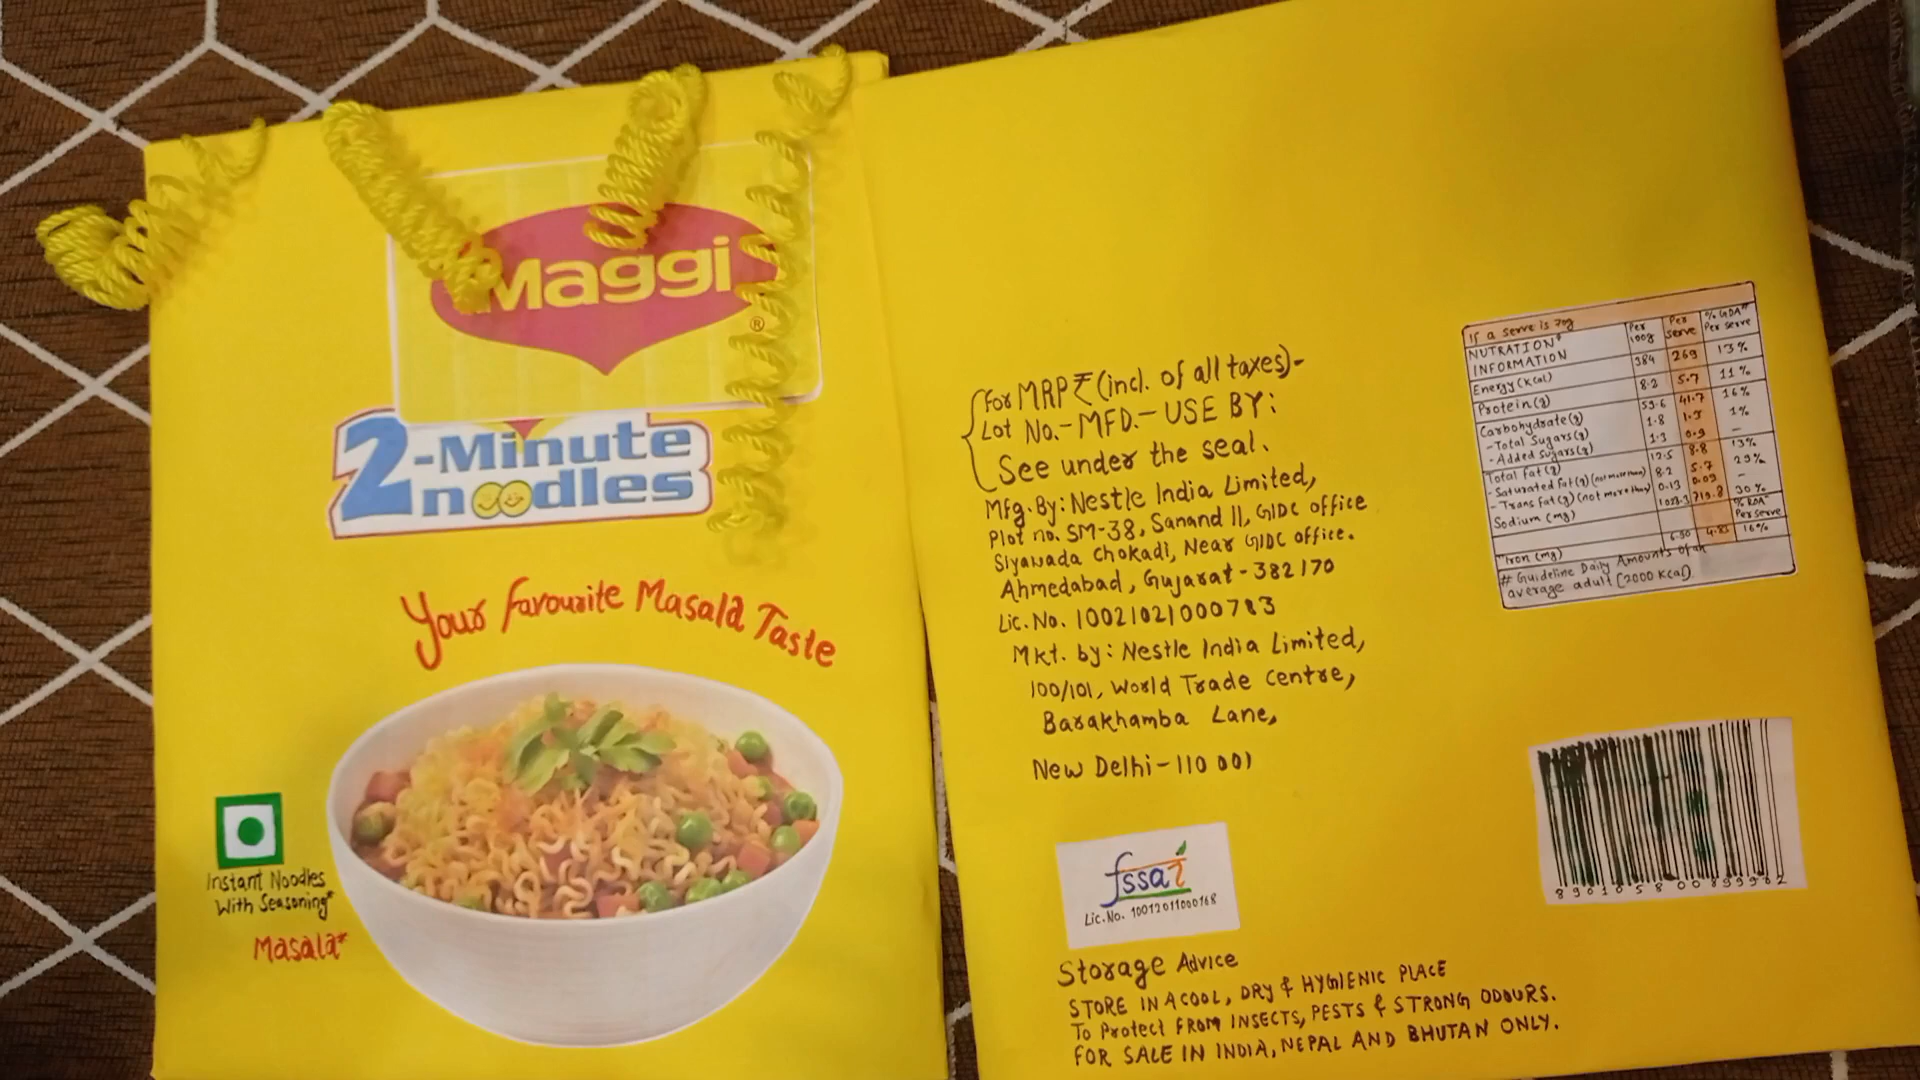 Maggi
®
2-Minute
noodles
Your favourite Masala Taste
Instant Noodles
With Seasoning*
Masala*
For MRP ₹ (incl. of all taxes)-
Lot No.- MFD.- USE BY:
See under the seal.
Mfg. By: Nestle India Limited,
Plot no. SM-38, Sanand II, GIDC office
Siyawada Chokadi, Near GIDC office.
Ahmedabad, Gujarat - 382170
Lic. No. 10021021000783
Mkt. by: Nestle India Limited,
100/101, World Trade Centre,
Barakhamba Lane,
New Delhi - 110 001
fssai
Lic. No. 10012011000168
Storage Advice
STORE IN A COOL, DRY & HYGIENIC PLACE
To Protect FROM INSECTS, PESTS & STRONG ODOURS.
FOR SALE IN INDIA, NEPAL AND BHUTAN ONLY.
If a serve is 70g
NUTRATION* INFORMATION Per 100g Per serve % GDA# Per serve
Energy (Kcal) 384 269 13%
Protein (g) 8.2 5.7 11%
Carbohydrate (g) 59.6 41.7 16%
- Total Sugars (g) 1.8 1.3 1%
- Added Sugars (g) 1.3 0.9 -
Total fat (g) 12.5 8.8 13%
- Saturated fat (g) (not more than) 8.2 5.7 29%
- Trans fat (g) (not more than) 0.13 0.09 -
Sodium (mg) 1028.3 719.8 30%
% RDA~ Per serve
Iron (mg) 6.90 4.83 16%
# Guideline Daily Amounts of an
average adult (2000 Kcal)